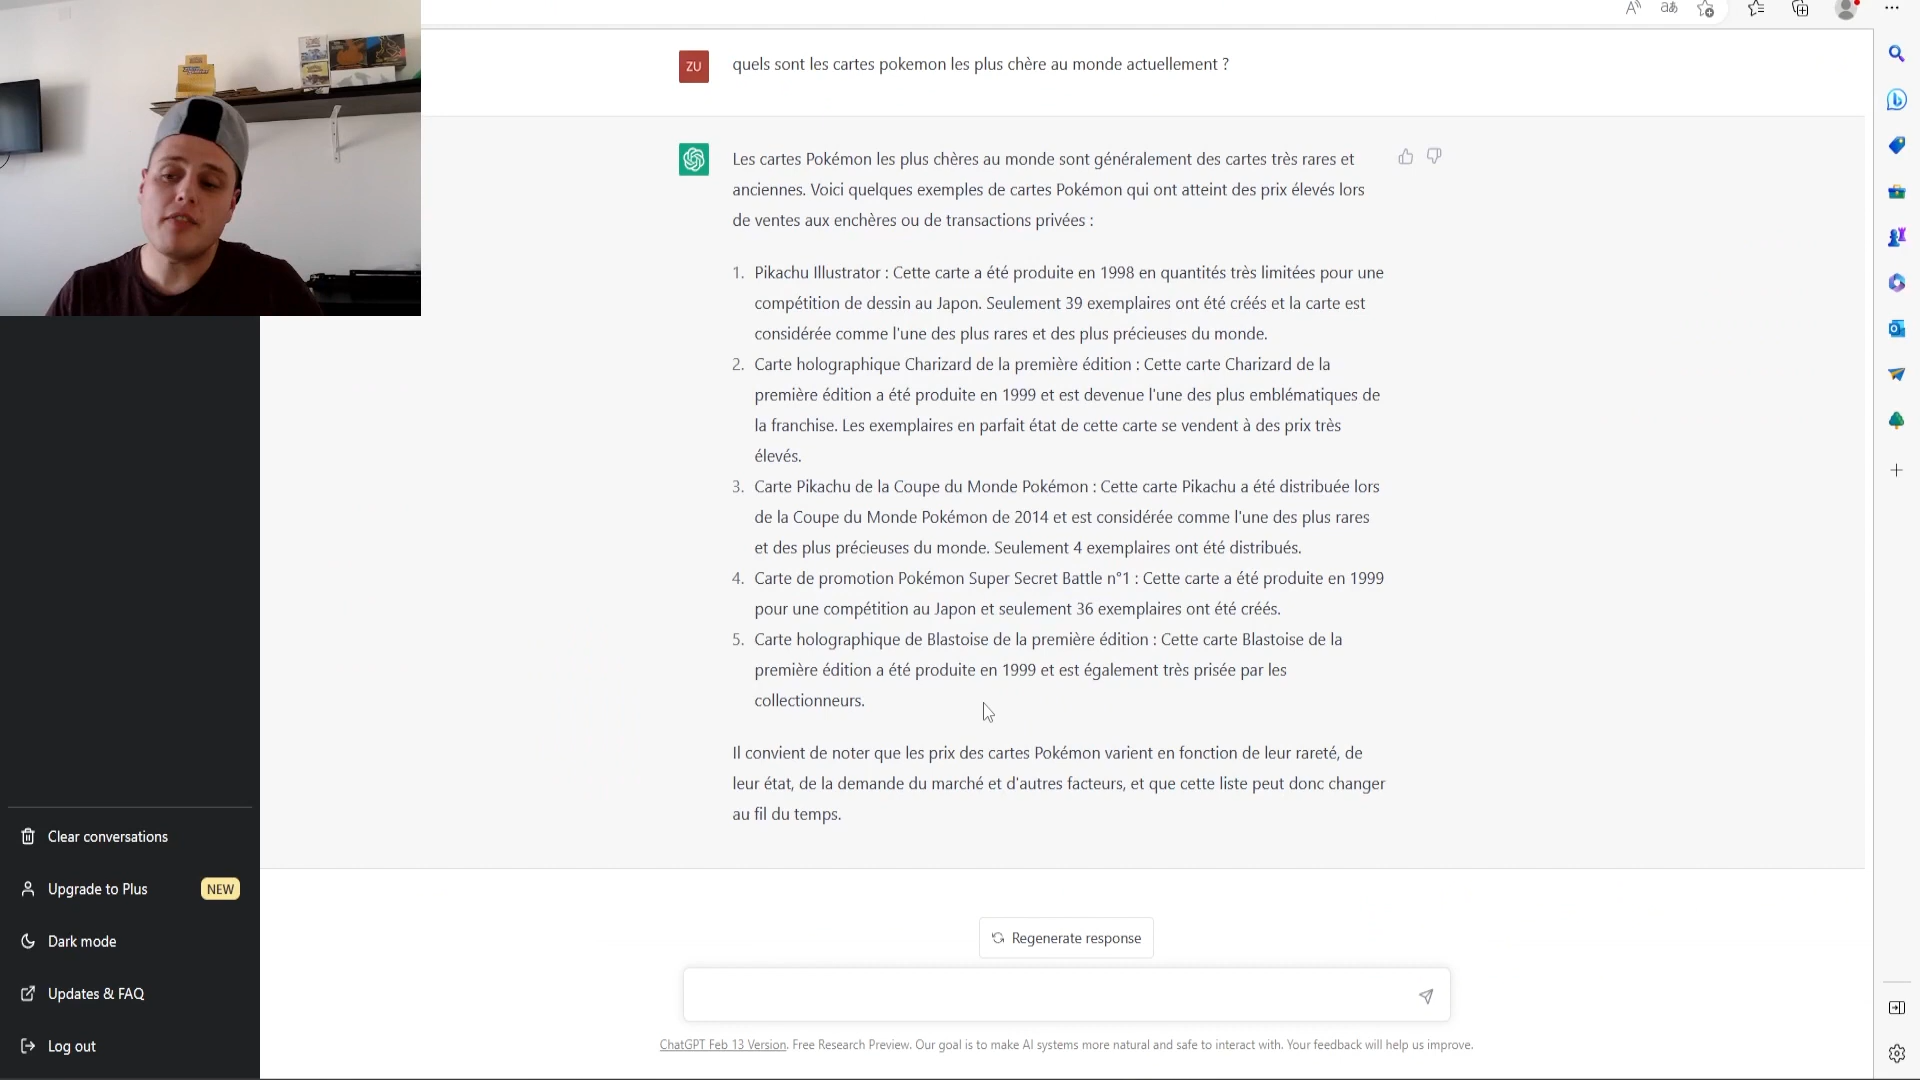 ZU
quels sont les cartes pokemon les plus chère au monde actuellement ?
Les cartes Pokémon les plus chères au monde sont généralement des cartes très rares et
anciennes. Voici quelques exemples de cartes Pokémon qui ont atteint des prix élevés lors
de ventes aux enchères ou de transactions privées :
1. Pikachu Illustrator : Cette carte a été produite en 1998 en quantités très limitées pour une
compétition de dessin au Japon. Seulement 39 exemplaires ont été créés et la carte est
considérée comme l'une des plus rares et des plus précieuses du monde.
2. Carte holographique Charizard de la première édition : Cette carte Charizard de la
première édition a été produite en 1999 et est devenue l'une des plus emblématiques de
la franchise. Les exemplaires en parfait état de cette carte se vendent à des prix très
élevés.
3. Carte Pikachu de la Coupe du Monde Pokémon : Cette carte Pikachu a été distribuée lors
de la Coupe du Monde Pokémon de 2014 et est considérée comme l'une des plus rares
et des plus précieuses du monde. Seulement 4 exemplaires ont été distribués.
4. Carte de promotion Pokémon Super Secret Battle n°1 : Cette carte a été produite en 1999
pour une compétition au Japon et seulement 36 exemplaires ont été créés.
5. Carte holographique de Blastoise de la première édition : Cette carte Blastoise de la
première édition a été produite en 1999 et est également très prisée par les
collectionneurs.
Il convient de noter que les prix des cartes Pokémon varient en fonction de leur rareté, de
leur état, de la demande du marché et d'autres facteurs, et que cette liste peut donc changer
au fil du temps.
Clear conversations
Upgrade to Plus NEW
Dark mode
Updates & FAQ
Log out
Regenerate response
ChatGPT Feb 13 Version. Free Research Preview. Our goal is to make AI systems more natural and safe to interact with. Your feedback will help us improve.